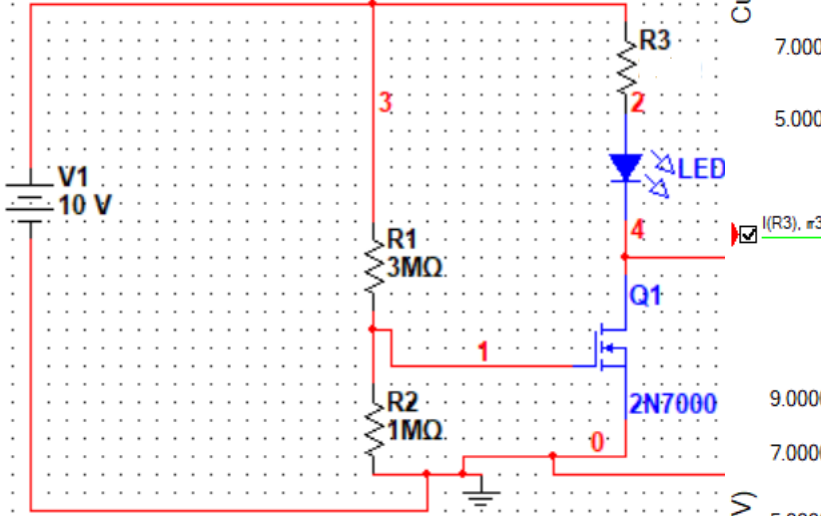 R3
3
2
V1
10 V
LED
4
R1
3MΩ
Q1
1
R2
1MΩ
2N7000
0
7.000
5.000
I(R3),
9.000
7.000
V)